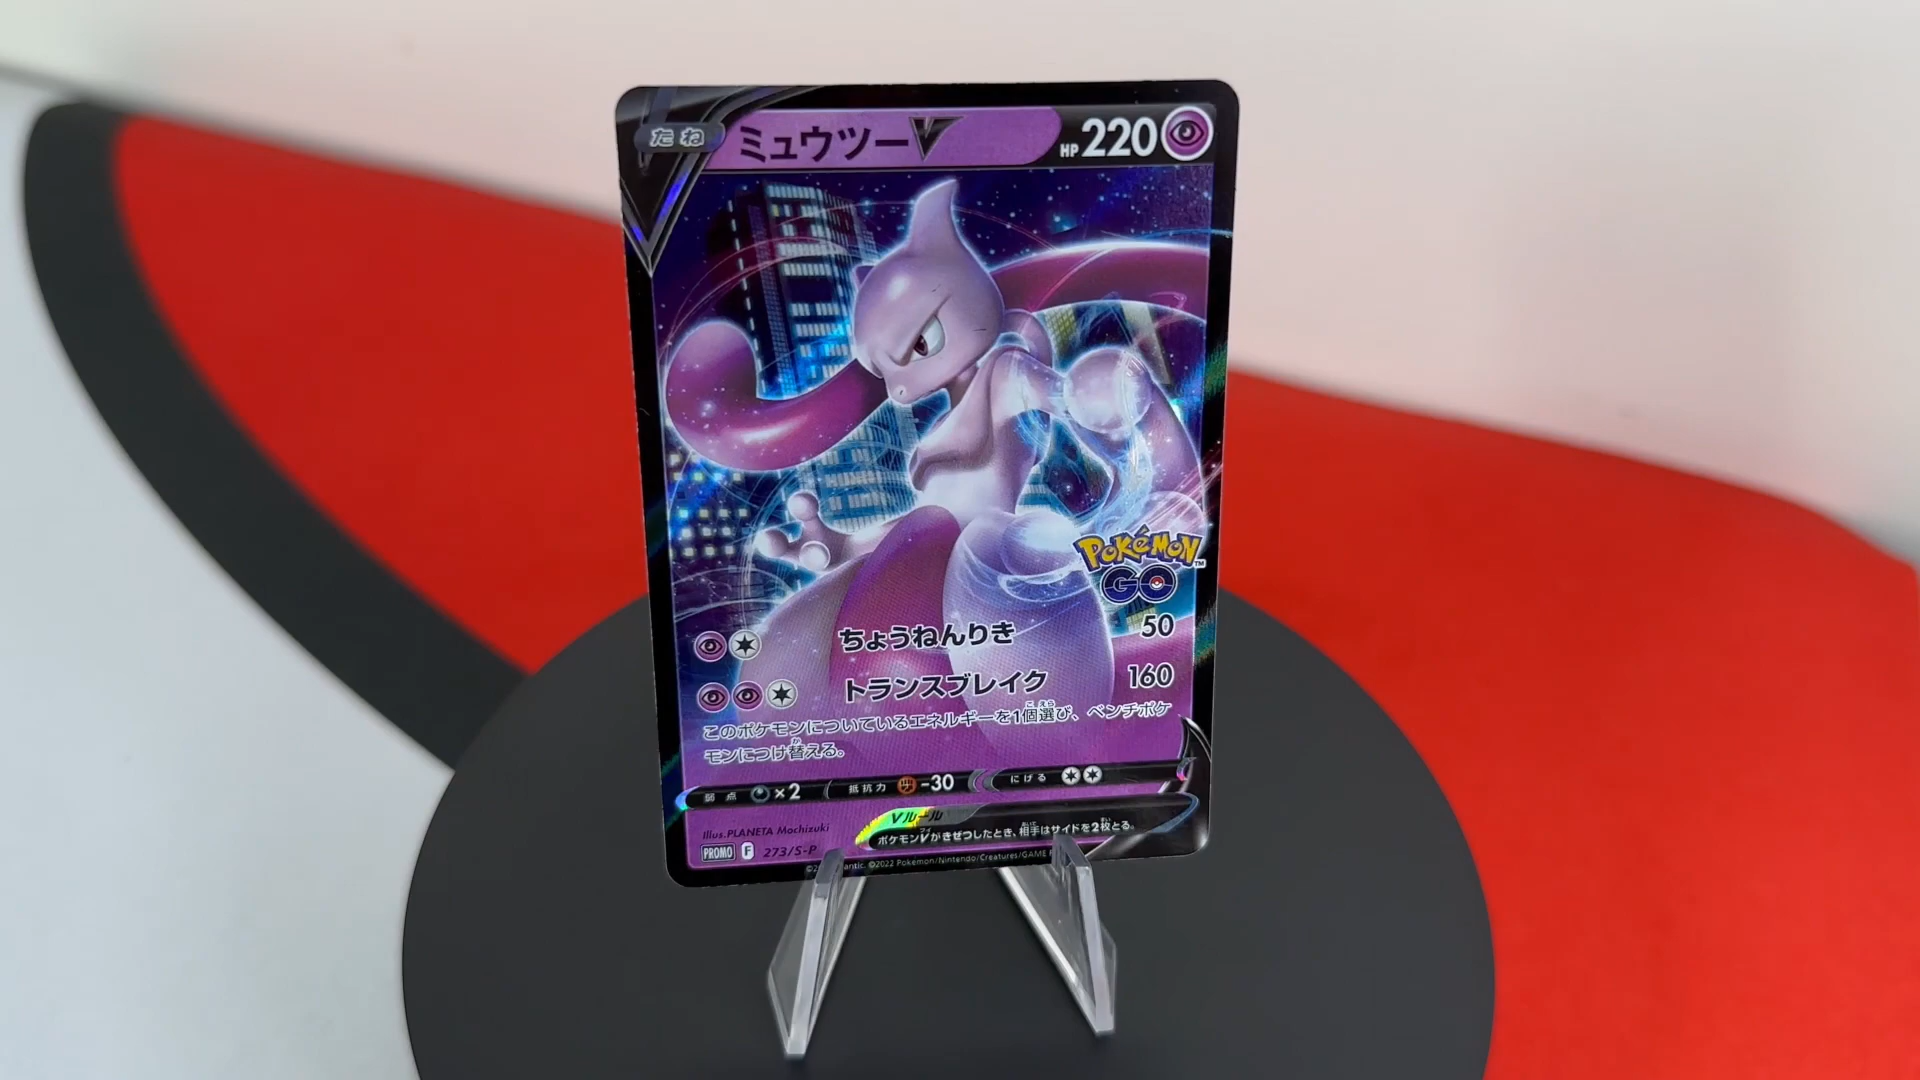 たね ミュウツーV HP 220
Pokémon GO™
ちょうねんりき 50
トランスブレイク 160
このポケモンについているエネルギーを1個選び、ベンチポケ
モンにつけ替える。
弱点 ×2 抵抗力 -30 にげる
Vルール
ポケモンVがきぜつしたとき、相手はサイドを2枚とる。
Illus.PLANETA Mochizuki
PROMO F 273/S-P
©2022 Pokémon/Nintendo/Creatures/GAME